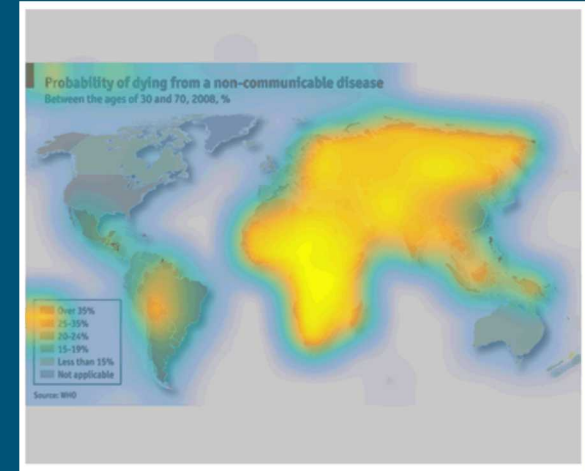 Probability of dying from a non-communicable disease
Between the ages of 30 and 70, 2008, %
Over 35%
25-35%
20-24%
15-19%
Less than 15%
Not applicable
Source: WHO